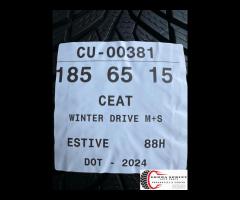 CU-00381
185 65 15
CEAT
WINTER DRIVE M+S
ESTIVE 88H
DOT - 2024